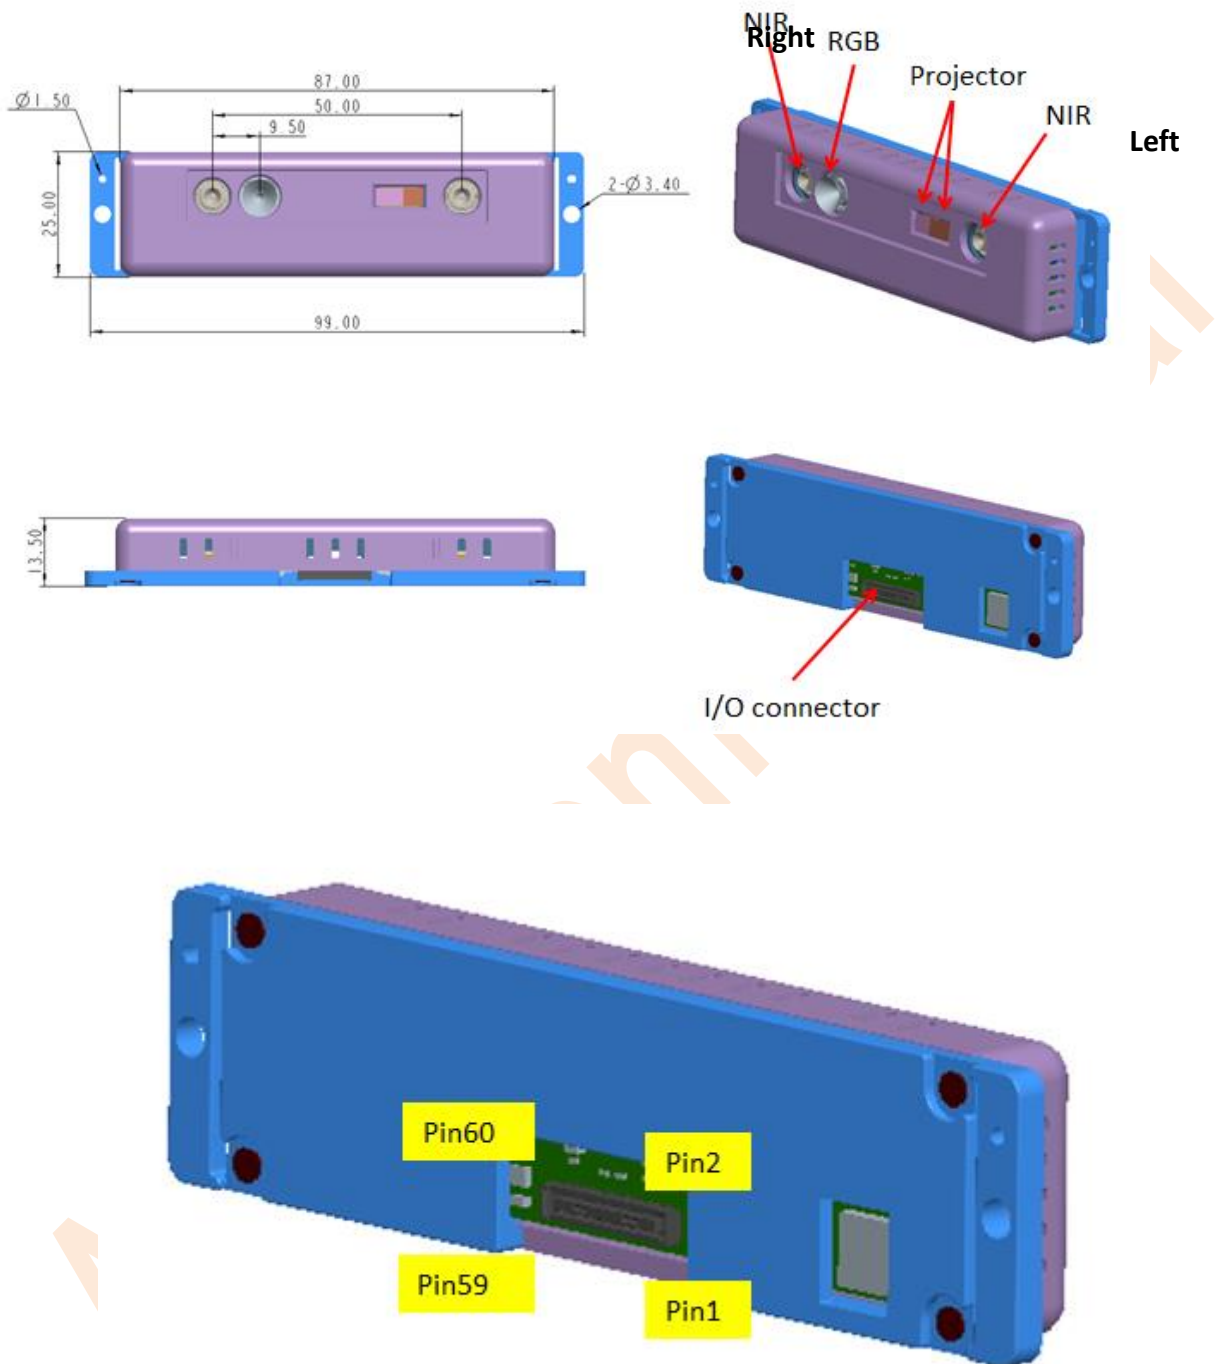 NIR
Right RGB
Projector
NIR
Left
87.00
50.00
9.50
Ø1.50
25.00
2-Ø3.40
99.00
13.50
I/O connector
Pin60
Pin2
Pin59
Pin1